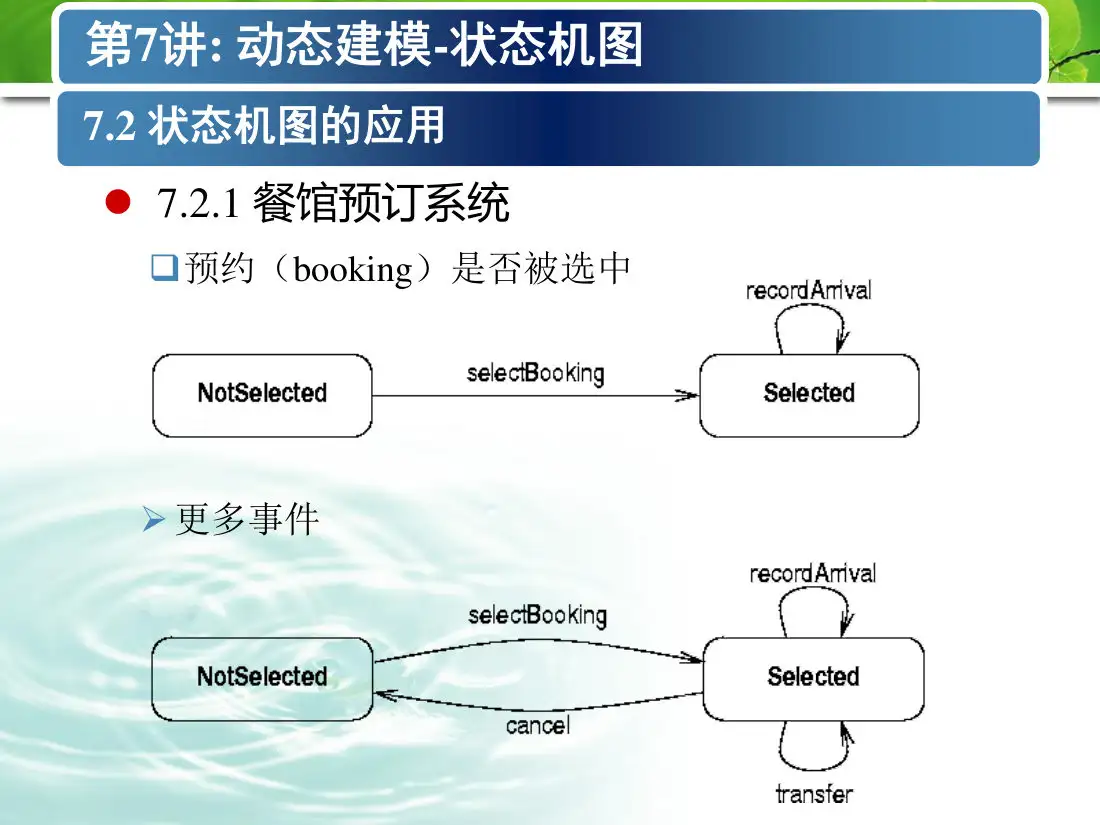 第7讲: 动态建模-状态机图
7.2 状态机图的应用
7.2.1 餐馆预订系统
预约（booking）是否被选中
recordArrival
selectBooking
NotSelected
Selected
更多事件
recordArrival
selectBooking
NotSelected
Selected
cancel
transfer